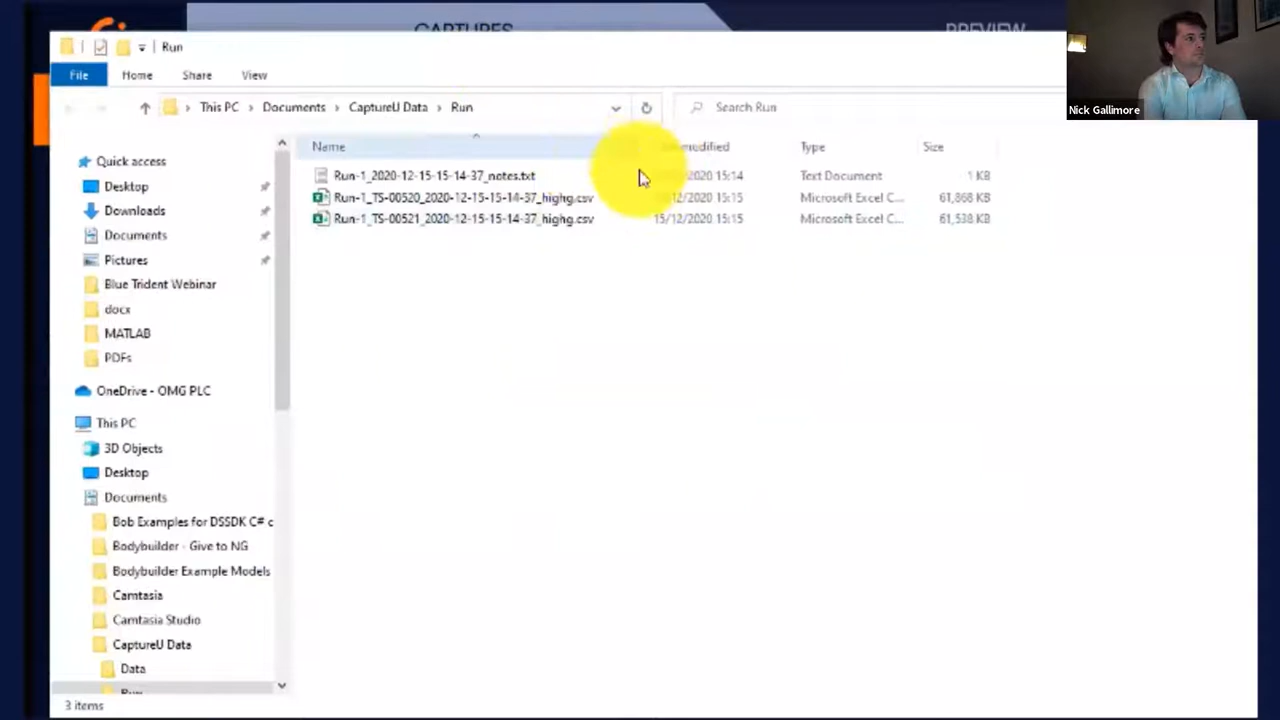 CAPTURES
PREVIEW
Run
File Home Share View
This PC Documents CaptureU Data Run
Search Run
Nick Gallimore
Name modified Type Size
Run-1_2020-12-15-15-14-37_notes.txt 15:14 Text Document 1 KB
Run-1_TS-00520_2020-12-15-15-14-37_highg.csv /12/2020 15:15 Microsoft Excel C... 61,868 KB
Run-1_TS-00521_2020-12-15-15-14-37_highg.csv 15/12/2020 15:15 Microsoft Excel C... 61,538 KB
Quick access
Desktop
Downloads
Documents
Pictures
Blue Trident Webinar
docx
MATLAB
PDFs
OneDrive - OMG PLC
This PC
3D Objects
Desktop
Documents
Bob Examples for DSSDK C# c
Bodybuilder - Give to NG
Bodybuilder Example Models
Camtasia
Camtasia Studio
CaptureU Data
Data
Run
3 items